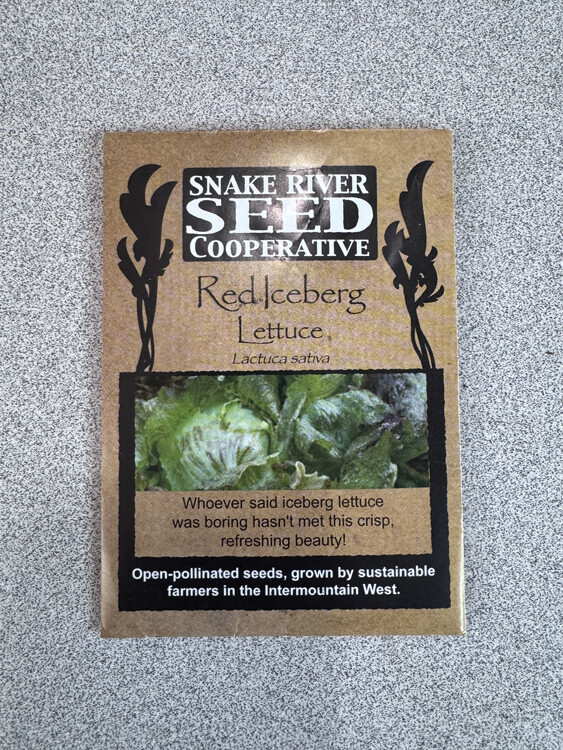 SNAKE RIVER
SEED
COOPERATIVE
Red Iceberg
Lettuce
Lactuca sativa
Whoever said iceberg lettuce
was boring hasn't met this crisp,
refreshing beauty!
Open-pollinated seeds, grown by sustainable
farmers in the Intermountain West.